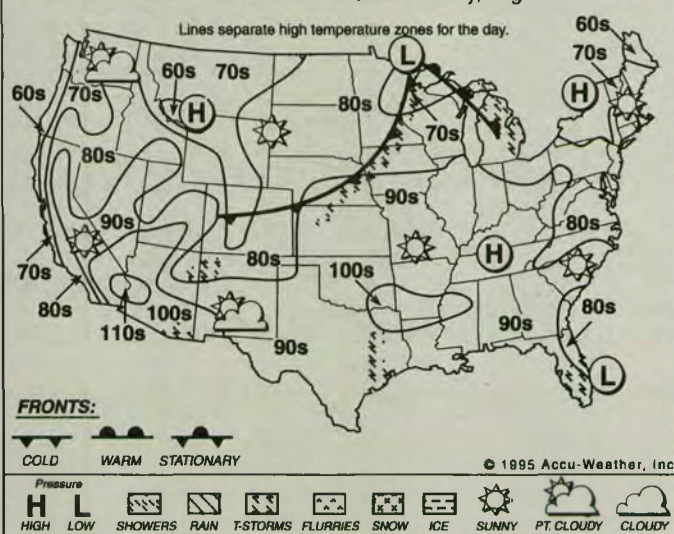 Lines separate high temperature zones for the day.
L
60s
60s
70s
70s
60s
70s
H
H
80s
70s
80s
90s
90s
80s
H
80s
70s
80s
100s
80s
110s
100s
90s
90s
L
FRONTS:
COLD WARM STATIONARY
© 1995 Accu-Weather, Inc
Pressure
H L
HIGH LOW SHOWERS RAIN T-STORMS FLURRIES SNOW ICE SUNNY PT. CLOUDY CLOUDY